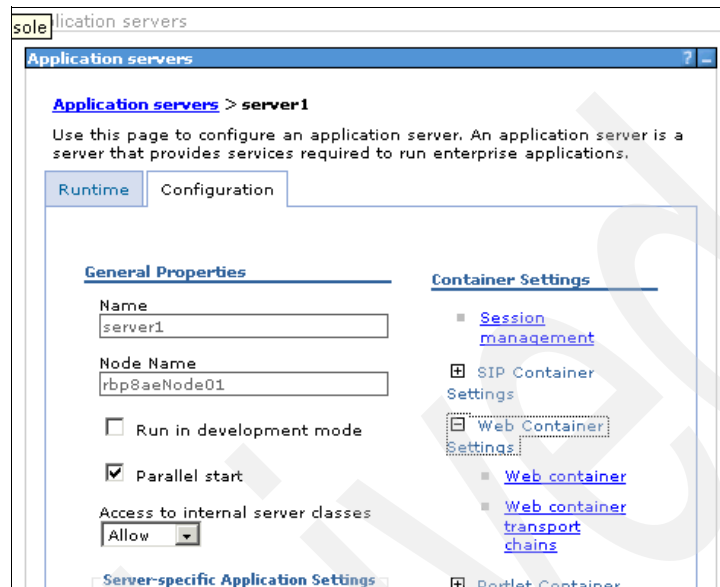 sole
lication servers
Application servers
? –
Application servers > server1
Use this page to configure an application server. An application server is a
server that provides services required to run enterprise applications.
Runtime
Configuration
General Properties
Name
server1
Node Name
rbp8aeNode01
Run in development mode
Parallel start
Access to internal server classes
Allow
Server-specific Application Settings
Container Settings
Session
management
SIP Container
Settings
Web Container
Settings
Web container
Web container
transport
chains
Portlet Container